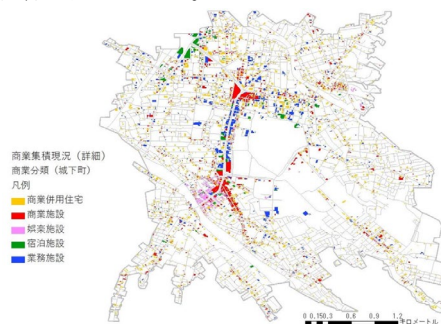 商業集積現況（詳細）
商業分類（城下町）
凡例
商業併用住宅
商業施設
娯楽施設
宿泊施設
業務施設
0 0.15 0.3 0.6 0.9 1.2
キロメートル